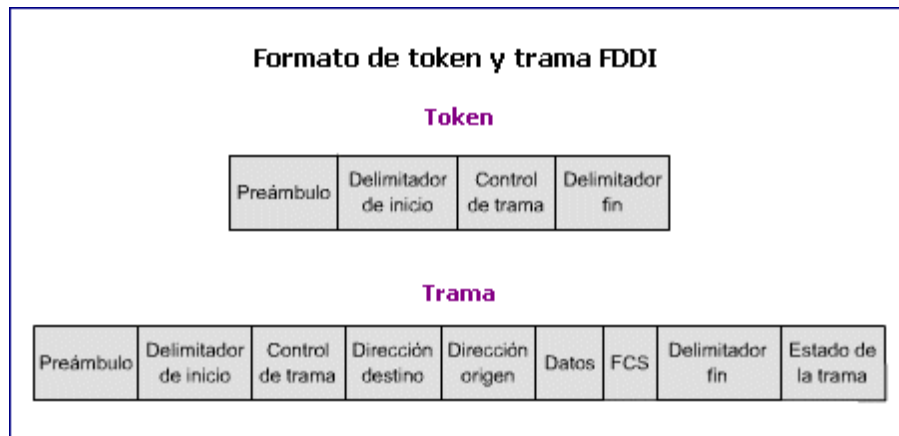 Formato de token y trama FDDI
Token
Preámbulo
Delimitador
de inicio
Control
de trama
Delimitador
fin
Trama
Preámbulo
Delimitador
de inicio
Control
de trama
Dirección
destino
Dirección
origen
Datos
FCS
Delimitador
fin
Estado de
la trama